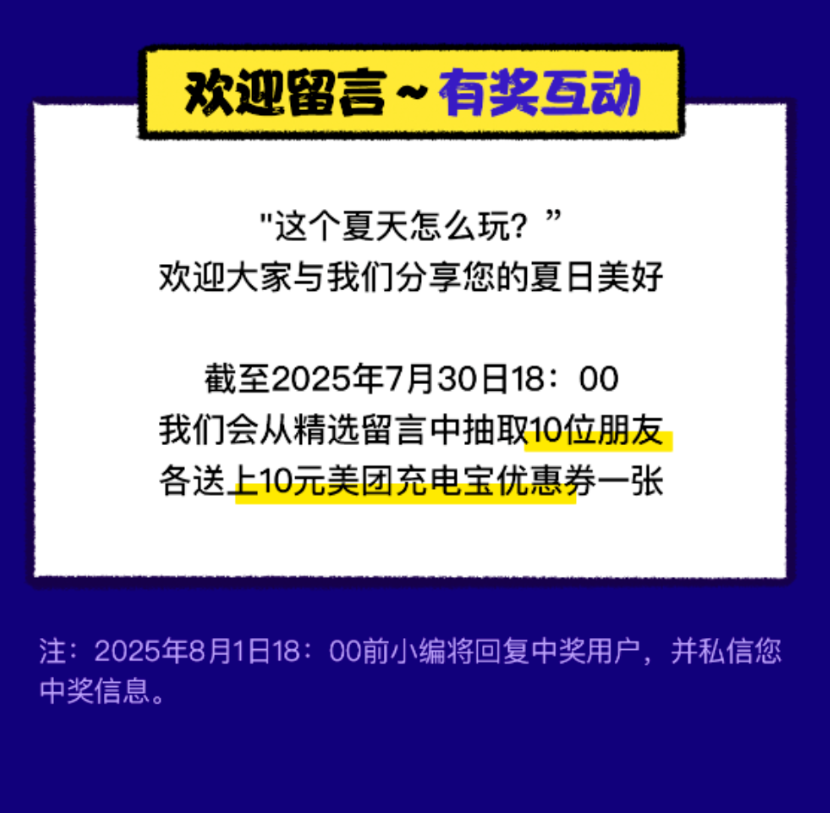 欢迎留言~有奖互动
"这个夏天怎么玩？”
欢迎大家与我们分享您的夏日美好
截至2025年7月30日18：00
我们会从精选留言中抽取10位朋友
各送上10元美团充电宝优惠券一张
注：2025年8月1日18：00前小编将回复中奖用户，并私信您
中奖信息。